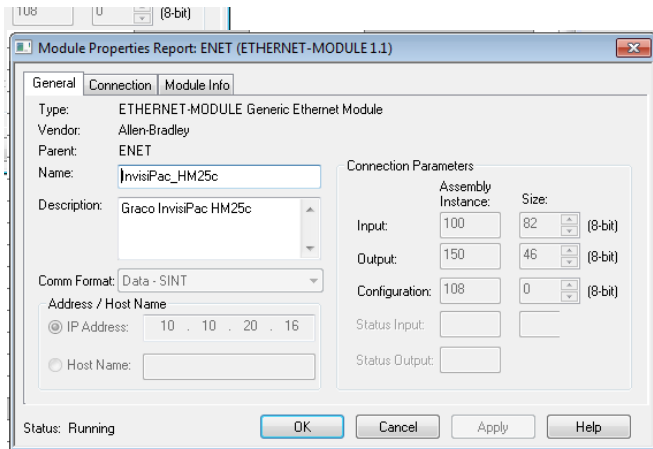 108 0 (8-bit)
Module Properties Report: ENET (ETHERNET-MODULE 1.1)
General Connection Module Info
Type: ETHERNET-MODULE Generic Ethernet Module
Vendor: Allen-Bradley
Parent: ENET
Name: InvisiPac_HM25c
Description: Graco InvisiPac HM25c
Comm Format: Data - SINT
Address / Host Name
IP Address: 10 . 10 . 20 . 16
Host Name:
Connection Parameters
Assembly
Instance: Size:
Input: 100 82 (8-bit)
Output: 150 46 (8-bit)
Configuration: 108 0 (8-bit)
Status Input:
Status Output:
Status: Running OK Cancel Apply Help